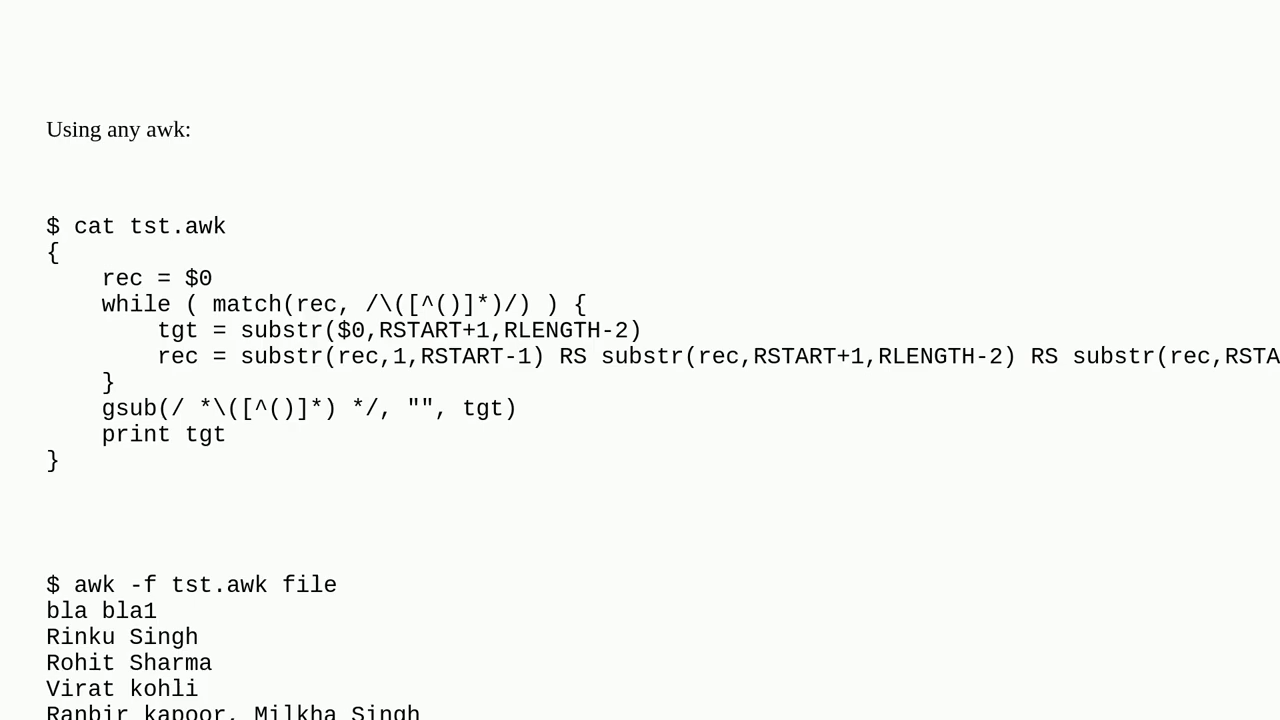 Using any awk:
$ cat tst.awk
{
    rec = $0
    while ( match(rec, /\([^()]*)/) ) {
        tgt = substr($0,RSTART+1,RLENGTH-2)
        rec = substr(rec,1,RSTART-1) RS substr(rec,RSTART+1,RLENGTH-2) RS substr(rec,RSTA
    }
    gsub(/ *\([^()]*) */, "", tgt)
    print tgt
}
$ awk -f tst.awk file
bla bla1
Rinku Singh
Rohit Sharma
Virat kohli
Ranbir kapoor, Milkha Singh